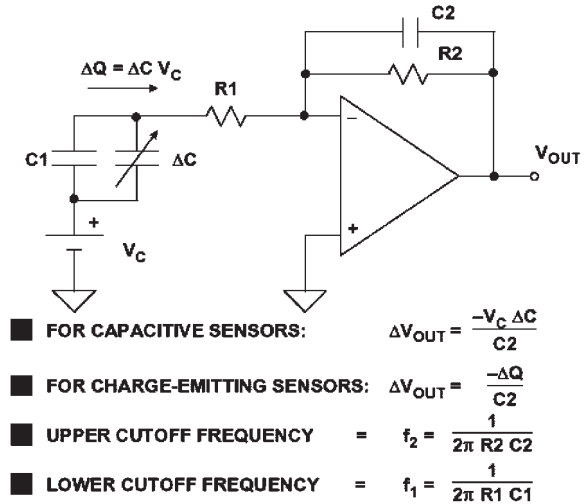 C2
ΔQ = ΔC V_C
R1
R2
C1
ΔC
−
V_OUT
+
+
V_C
■ FOR CAPACITIVE SENSORS: ΔV_OUT = −V_C ΔC / C2
■ FOR CHARGE-EMITTING SENSORS: ΔV_OUT = −ΔQ / C2
■ UPPER CUTOFF FREQUENCY = f_2 = 1 / 2π R2 C2
■ LOWER CUTOFF FREQUENCY = f_1 = 1 / 2π R1 C1